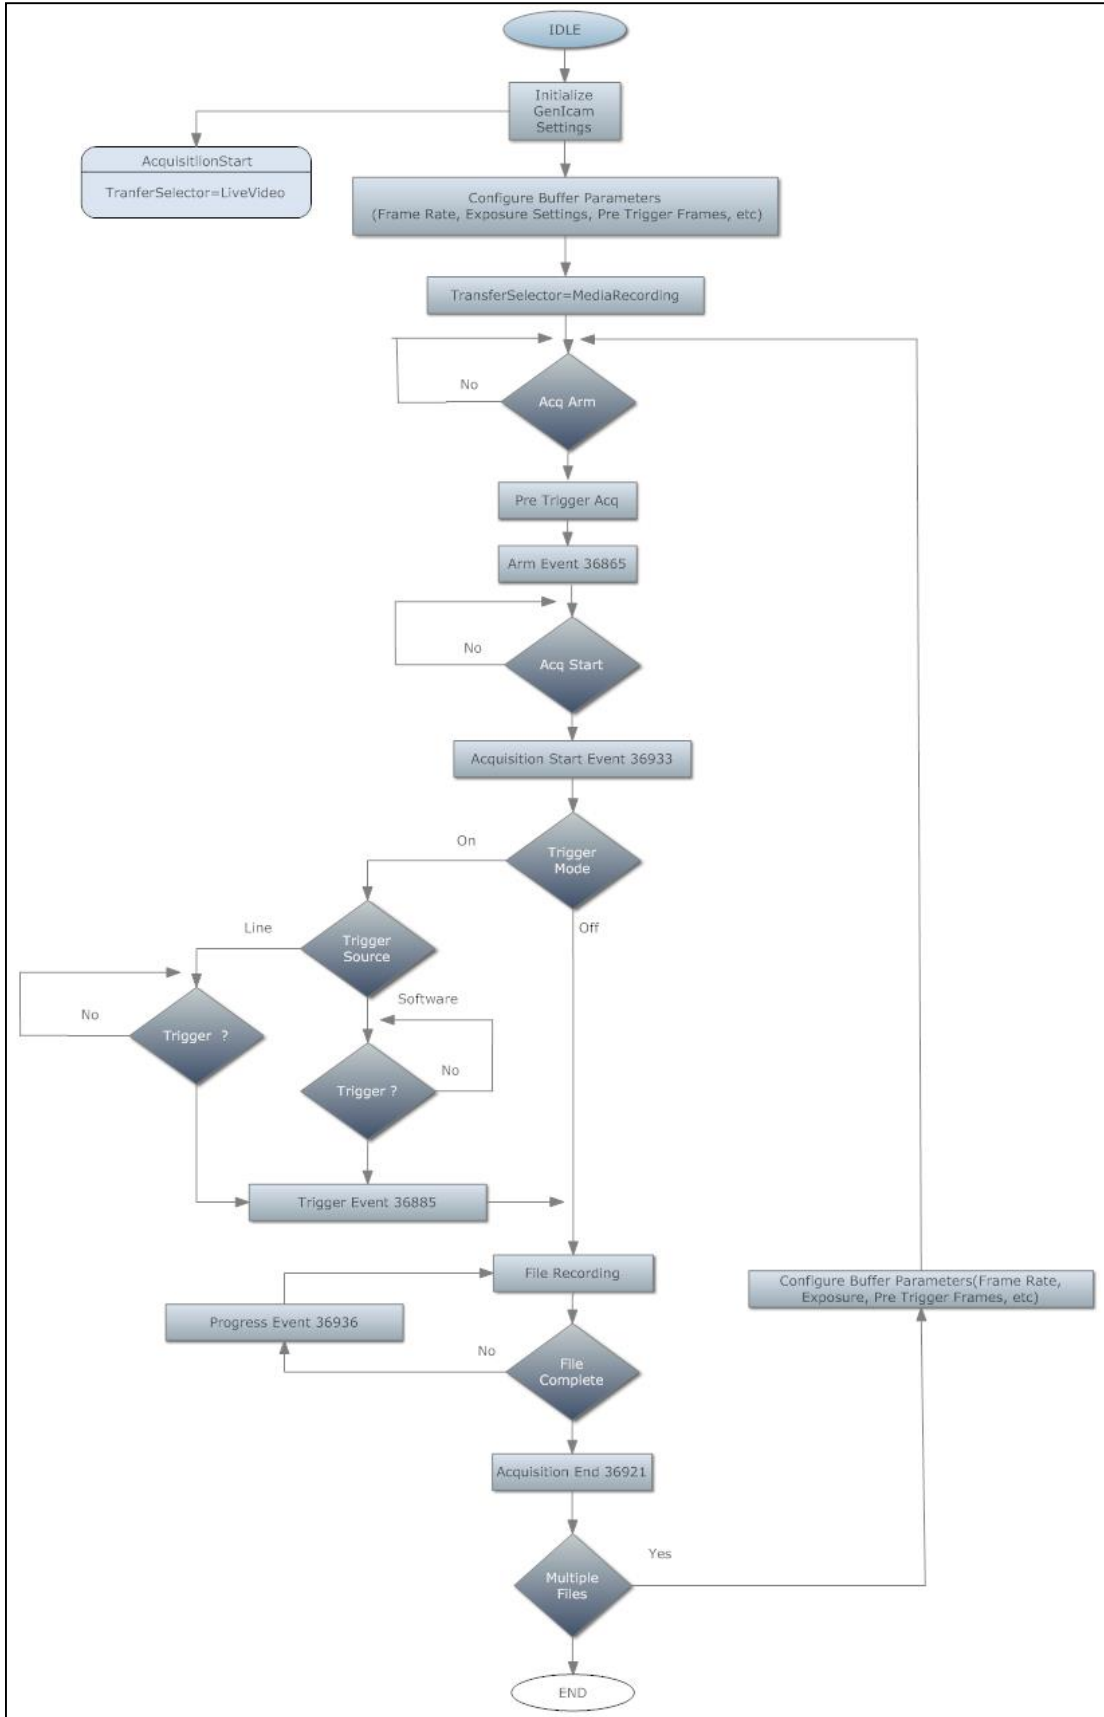 IDLE
Initialize
GenIcam
Settings
AcquisitIionStart
TranferSelector=LiveVideo
Configure Buffer Parameters
(Frame Rate, Exposure Settings, Pre Trigger Frames, etc)
TransferSelector=MediaRecording
No
Acq Arm
Pre Trigger Acq
Arm Event 36865
No
Acq Start
Acquisition Start Event 36933
On
Trigger
Mode
Off
Line
Trigger
Source
Software
No
Trigger ?
No
Trigger ?
Trigger Event 36885
File Recording
Configure Buffer Parameters(Frame Rate,
Exposure, Pre Trigger Frames, etc)
Progress Event 36936
No
File
Complete
Acquisition End 36921
Yes
Multiple
Files
END